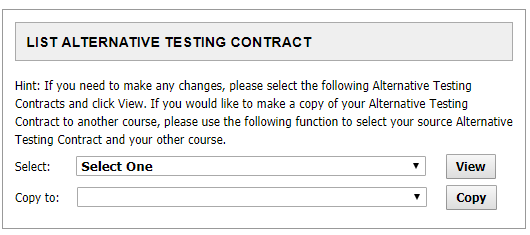 LIST ALTERNATIVE TESTING CONTRACT
Hint: If you need to make any changes, please select the following Alternative Testing
Contracts and click View. If you would like to make a copy of your Alternative Testing
Contract to another course, please use the following function to select your source Alternative
Testing Contract and your other course.
Select: Select One View
Copy to: Copy